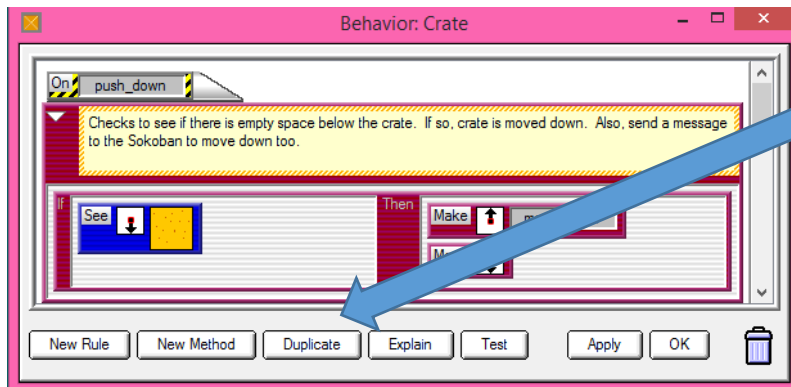 Behavior: Crate
On push_down
Checks to see if there is empty space below the crate. If so, crate is moved down. Also, send a message
to the Sokoban to move down too.
If See Then Make
New Rule New Method Duplicate Explain Test Apply OK